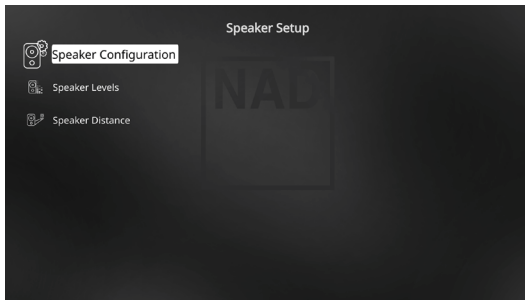 Speaker Setup
Speaker Configuration
Speaker Levels
Speaker Distance
NAD